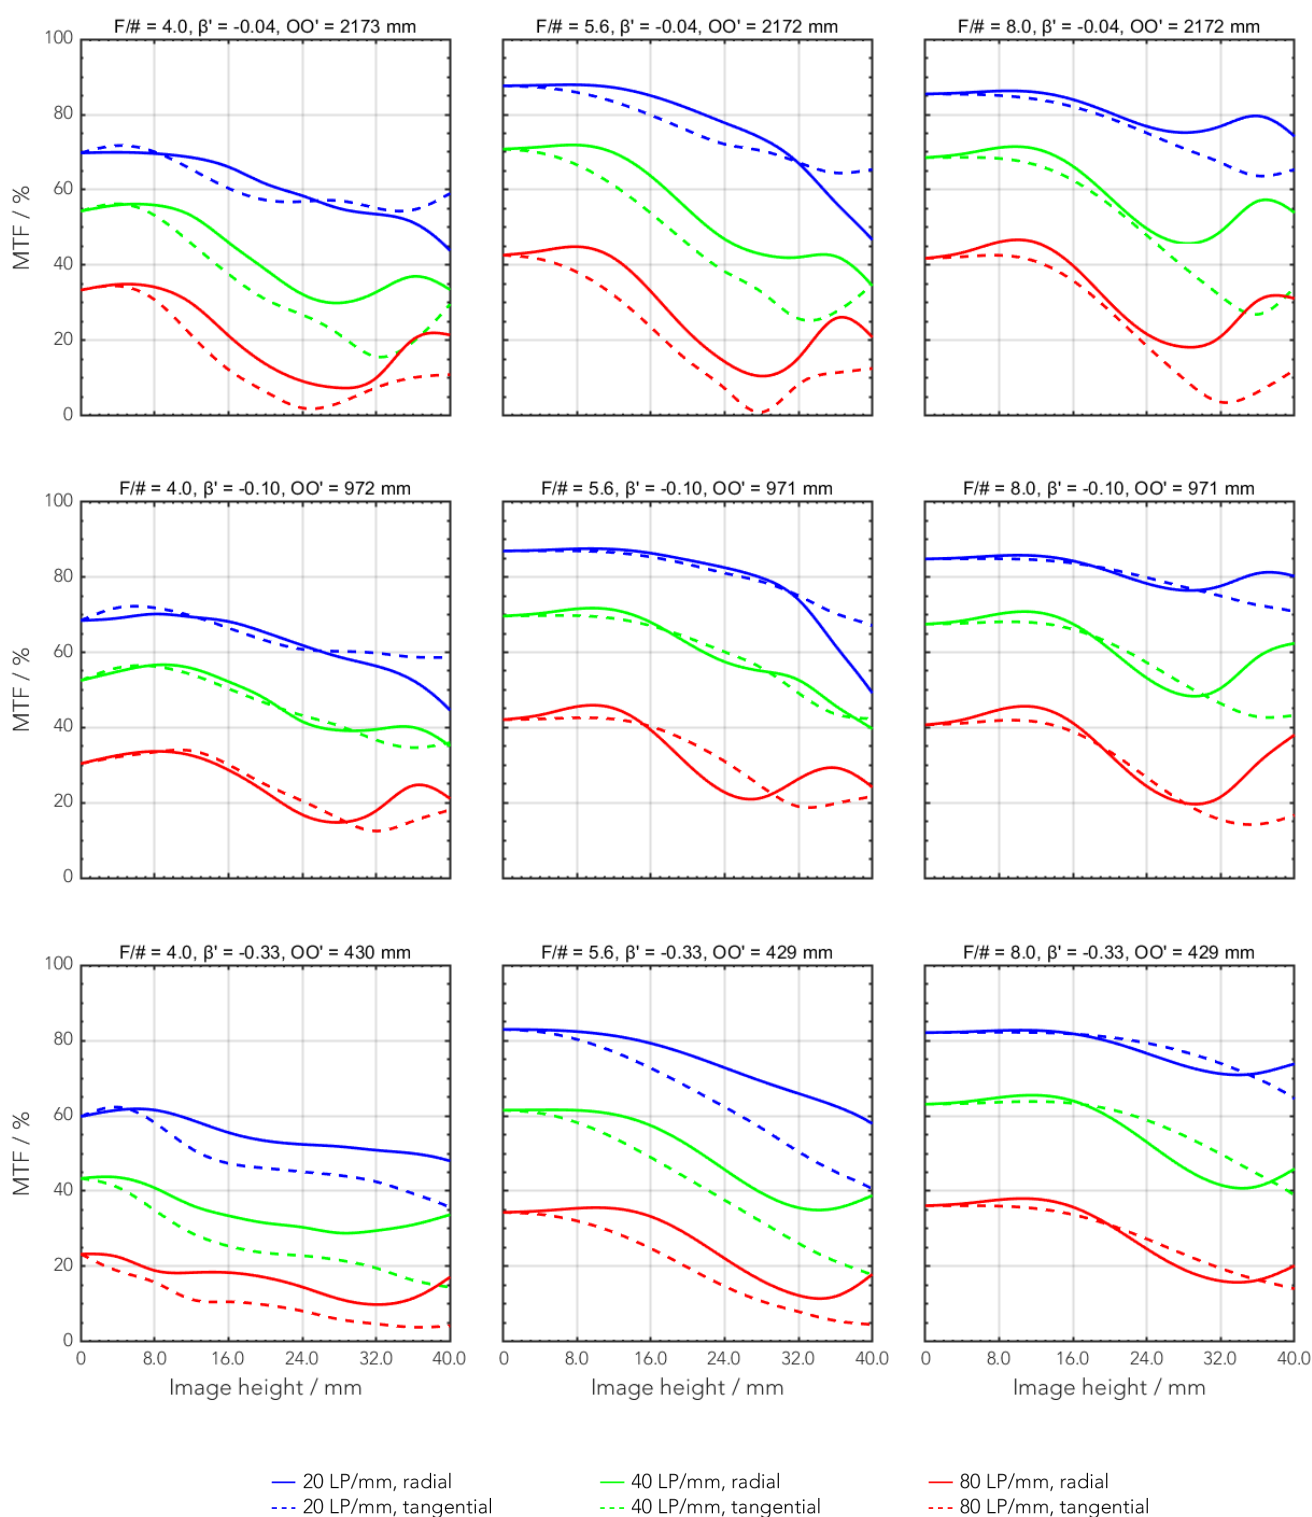 F/# = 4.0, β' = -0.04, OO' = 2173 mm
F/# = 5.6, β' = -0.04, OO' = 2172 mm
F/# = 8.0, β' = -0.04, OO' = 2172 mm
100
80
60
40
20
0
MTF / %
F/# = 4.0, β' = -0.10, OO' = 972 mm
F/# = 5.6, β' = -0.10, OO' = 971 mm
F/# = 8.0, β' = -0.10, OO' = 971 mm
100
80
60
40
20
0
MTF / %
F/# = 4.0, β' = -0.33, OO' = 430 mm
F/# = 5.6, β' = -0.33, OO' = 429 mm
F/# = 8.0, β' = -0.33, OO' = 429 mm
100
80
60
40
20
0
MTF / %
0 8.0 16.0 24.0 32.0 40.0
0 8.0 16.0 24.0 32.0 40.0
0 8.0 16.0 24.0 32.0 40.0
Image height / mm
Image height / mm
Image height / mm
20 LP/mm, radial
40 LP/mm, radial
80 LP/mm, radial
20 LP/mm, tangential
40 LP/mm, tangential
80 LP/mm, tangential